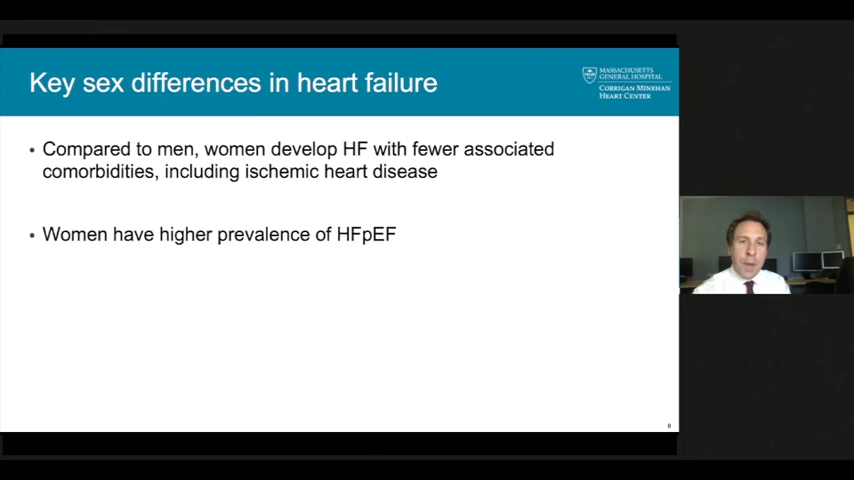 Key sex differences in heart failure
MASSACHUSETTS
GENERAL HOSPITAL
CORRIGAN MINEHAN
HEART CENTER
• Compared to men, women develop HF with fewer associated
comorbidities, including ischemic heart disease
• Women have higher prevalence of HFpEF
9